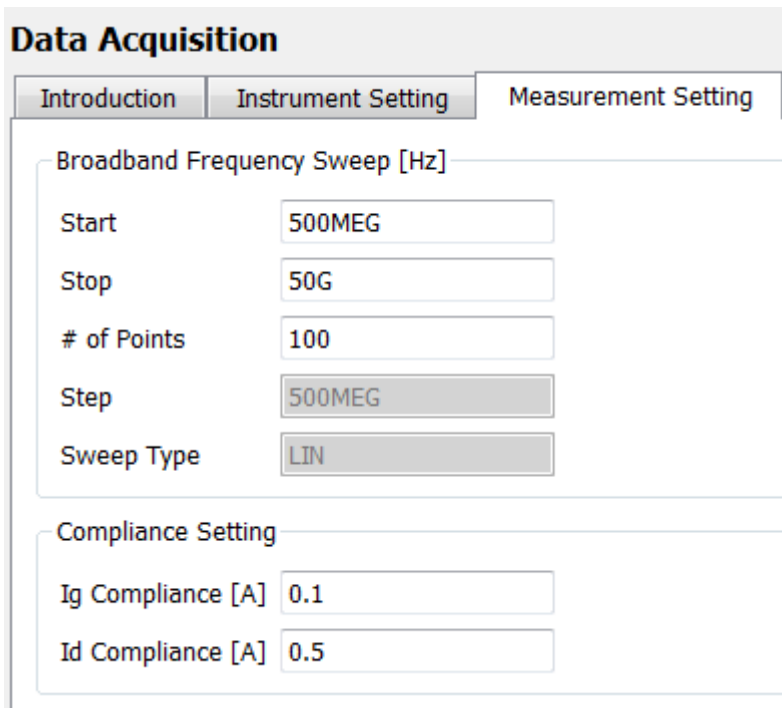 Data Acquisition
Introduction Instrument Setting Measurement Setting
Broadband Frequency Sweep [Hz]
Start 500MEG
Stop 50G
# of Points 100
Step 500MEG
Sweep Type LIN
Compliance Setting
Ig Compliance [A] 0.1
Id Compliance [A] 0.5